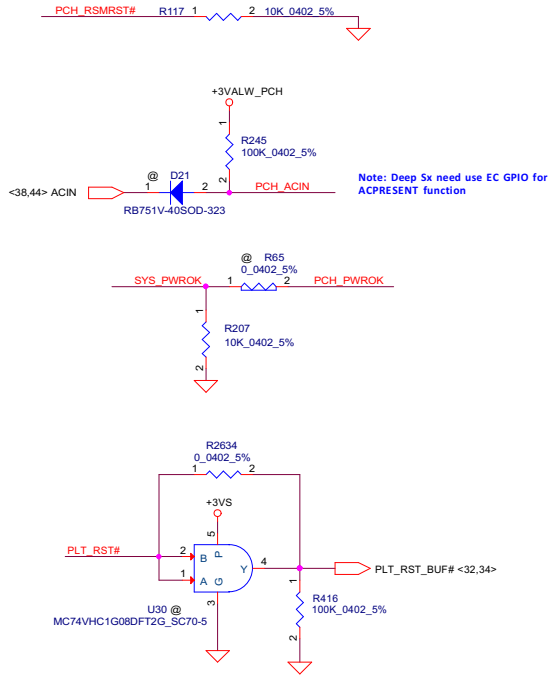 PCH_RSMRST# R117 1 2 10K_0402_5%
+3VALW_PCH
1
R245
100K_0402_5%
2
<38,44> ACIN
@ D21
1 2
PCH_ACIN
RB751V-40SOD-323
Note: Deep Sx need use EC GPIO for
ACPRESENT function
@ R65
0_0402_5%
SYS_PWROK 1 2 PCH_PWROK
1
R207
10K_0402_5%
2
R2634
0_0402_5%
1 2
+3VS
5
PLT_RST# 2 B P
Y 4 PLT_RST_BUF# <32,34>
1 A G
3
U30 @
MC74VHC1G08DFT2G_SC70-5
1
R416
100K_0402_5%
2